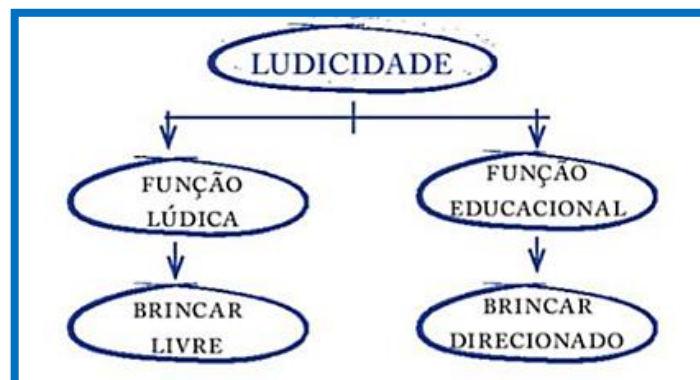 LUDICIDADE
FUNÇÃO
LÚDICA
FUNÇÃO
EDUCACIONAL
BRINCAR
LIVRE
BRINCAR
DIRECIONADO